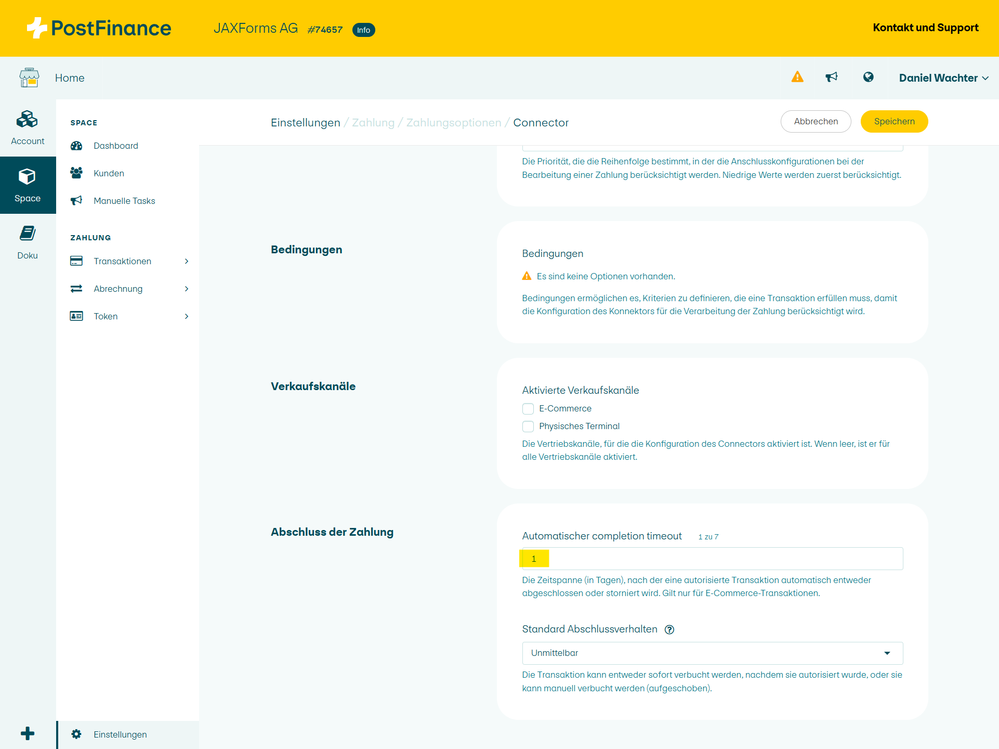 PostFinance
JAXForms AG #74657 Info
Kontakt und Support
Home
Daniel Wachter
Account
Space
Doku
SPACE
Dashboard
Kunden
Manuelle Tasks
ZAHLUNG
Transaktionen
Abrechnung
Token
Einstellungen
Einstellungen / Zahlung / Zahlungsoptionen / Connector
Abbrechen
Speichern
Die Priorität, die die Reihenfolge bestimmt, in der die Anschlusskonfigurationen bei der
Bearbeitung einer Zahlung berücksichtigt werden. Niedrige Werte werden zuerst berücksichtigt.
Bedingungen
Bedingungen
Es sind keine Optionen vorhanden.
Bedingungen ermöglichen es, Kriterien zu definieren, die eine Transaktion erfüllen muss, damit
die Konfiguration des Konnektors für die Verarbeitung der Zahlung berücksichtigt wird.
Verkaufskanäle
Aktivierte Verkaufskanäle
E-Commerce
Physisches Terminal
Die Vertriebskanäle, für die die Konfiguration des Connectors aktiviert ist. Wenn leer, ist er für
alle Vertriebskanäle aktiviert.
Abschluss der Zahlung
Automatischer completion timeout 1 zu 7
1
Die Zeitspanne (in Tagen), nach der eine autorisierte Transaktion automatisch entweder
abgeschlossen oder storniert wird. Gilt nur für E-Commerce-Transaktionen.
Standard Abschlussverhalten
Unmittelbar
Die Transaktion kann entweder sofort verbucht werden, nachdem sie autorisiert wurde, oder sie
kann manuell verbucht werden (aufgeschoben).